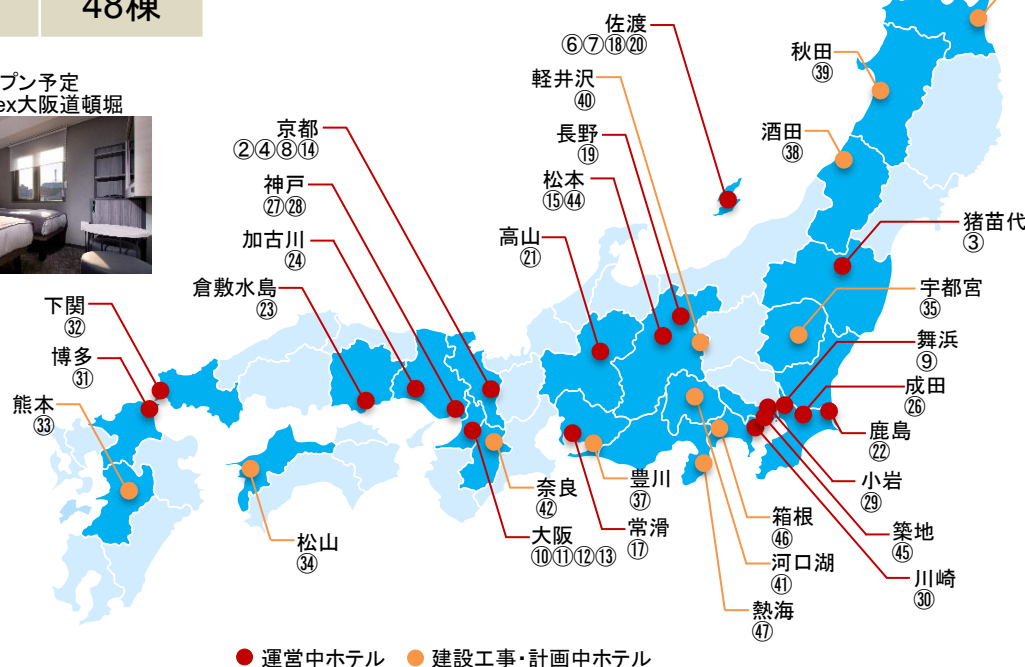 48棟
プン予定
ex大阪道頓堀
佐渡
⑥⑦⑱⑳
軽井沢
㊵
長野
⑲
松本
⑮㊹
高山
㉑
京都
②④⑧⑭
神戸
㉗㉘
加古川
㉔
倉敷水島
㉓
下関
㉜
博多
㉛
熊本
㉝
松山
㉞
秋田
㊴
酒田
㊳
猪苗代
③
宇都宮
㉟
舞浜
⑨
成田
㉖
鹿島
㉒
小岩
㉙
築地
㊺
川崎
㉚
箱根
㊻
河口湖
㊶
熱海
㊼
豊川
㊲
常滑
⑰
奈良
㊷
大阪
⑩⑪⑫⑬
運営中ホテル
建設工事・計画中ホテル